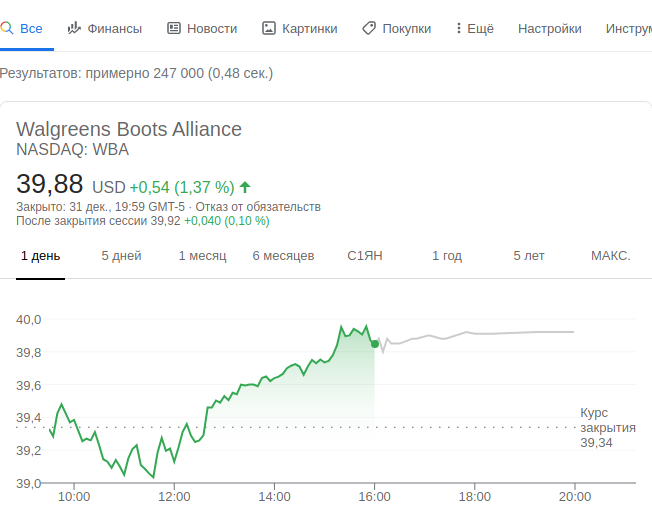 Все Финансы Новости Картинки Покупки Ещё Настройки Инструм
Результатов: примерно 247 000 (0,48 сек.)
Walgreens Boots Alliance
NASDAQ: WBA
39,88 USD +0,54 (1,37 %)
Закрыто: 31 дек., 19:59 GMT-5 · Отказ от обязательств
После закрытия сессии 39,92 +0,040 (0,10 %)
1 день 5 дней 1 месяц 6 месяцев С1ЯН 1 год 5 лет МАКС.
40,0
39,8
39,6
39,4
39,2
39,0
Курс
закрытия
39,34
10:00 12:00 14:00 16:00 18:00 20:00